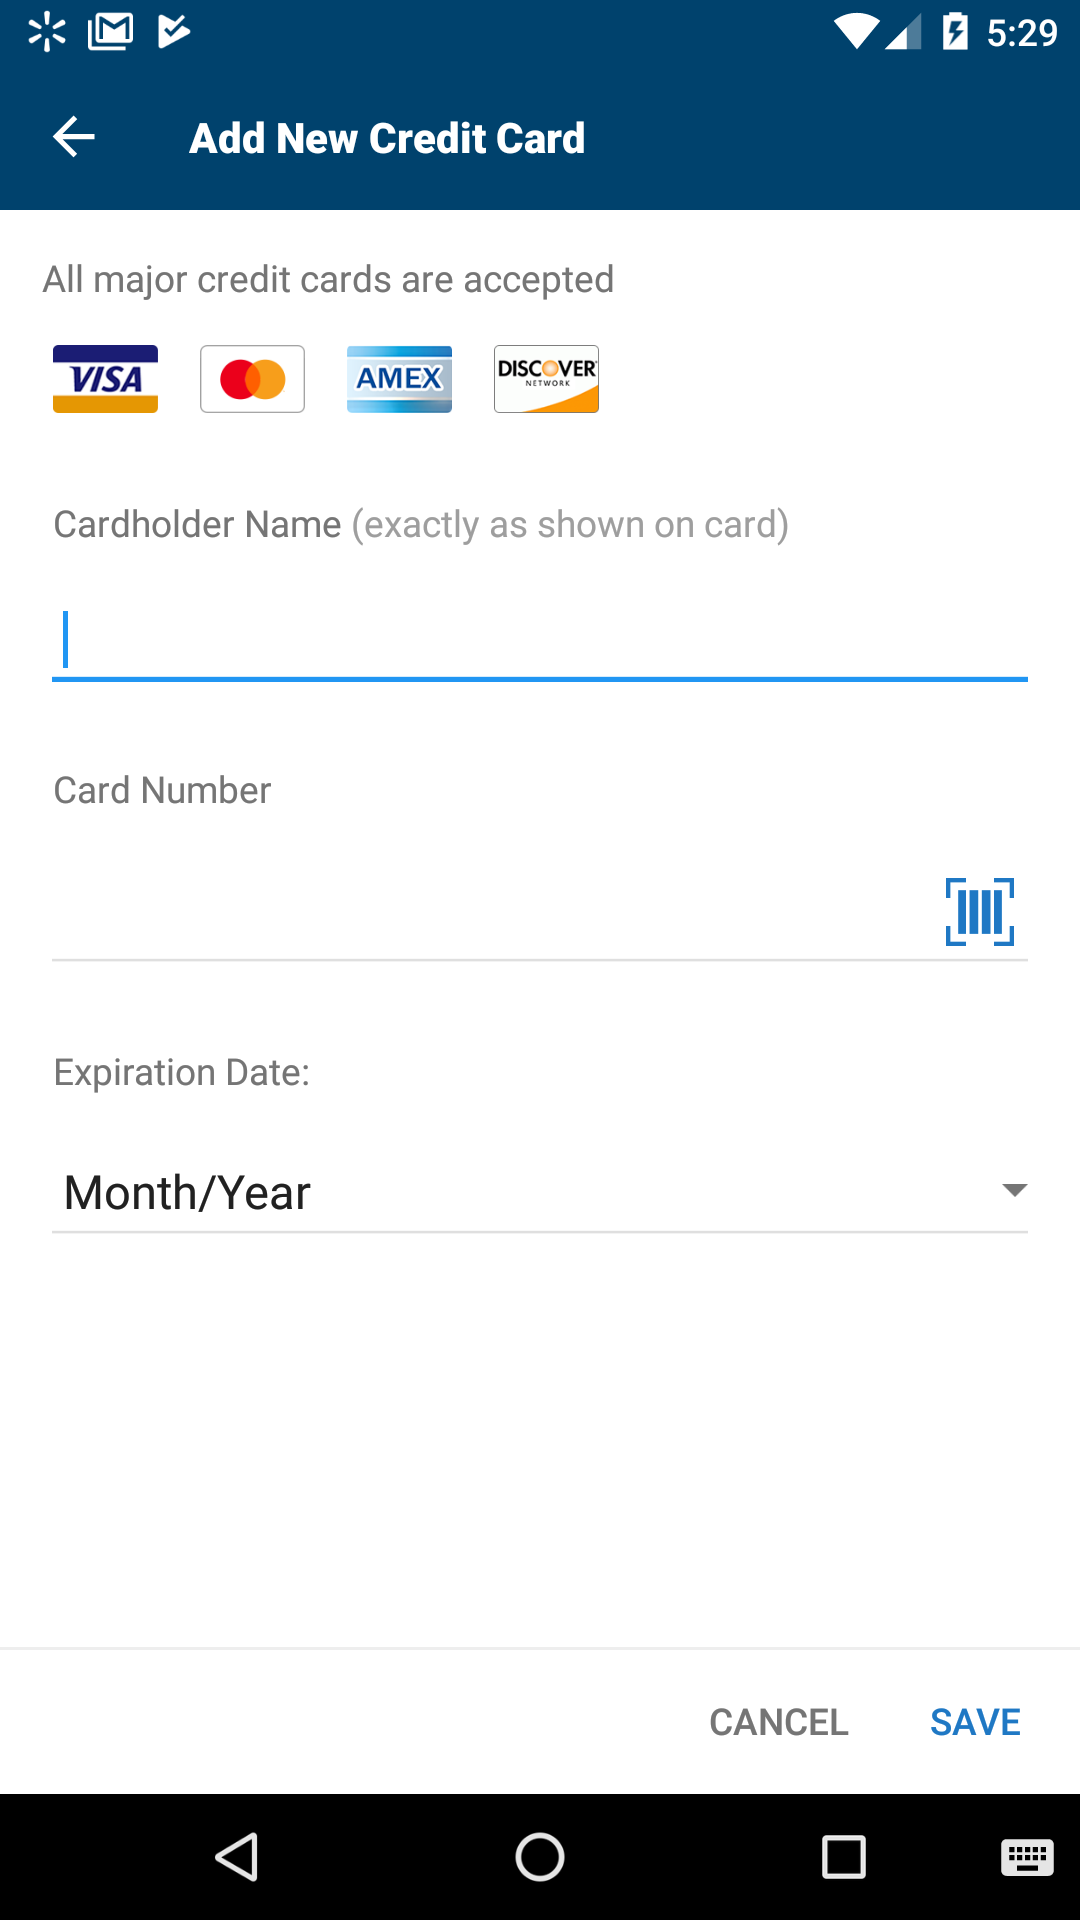 5:29
Add New Credit Card
All major credit cards are accepted
VISA AMEX DISCOVER NETWORK
Cardholder Name (exactly as shown on card)
Card Number
Expiration Date:
Month/Year
CANCEL SAVE